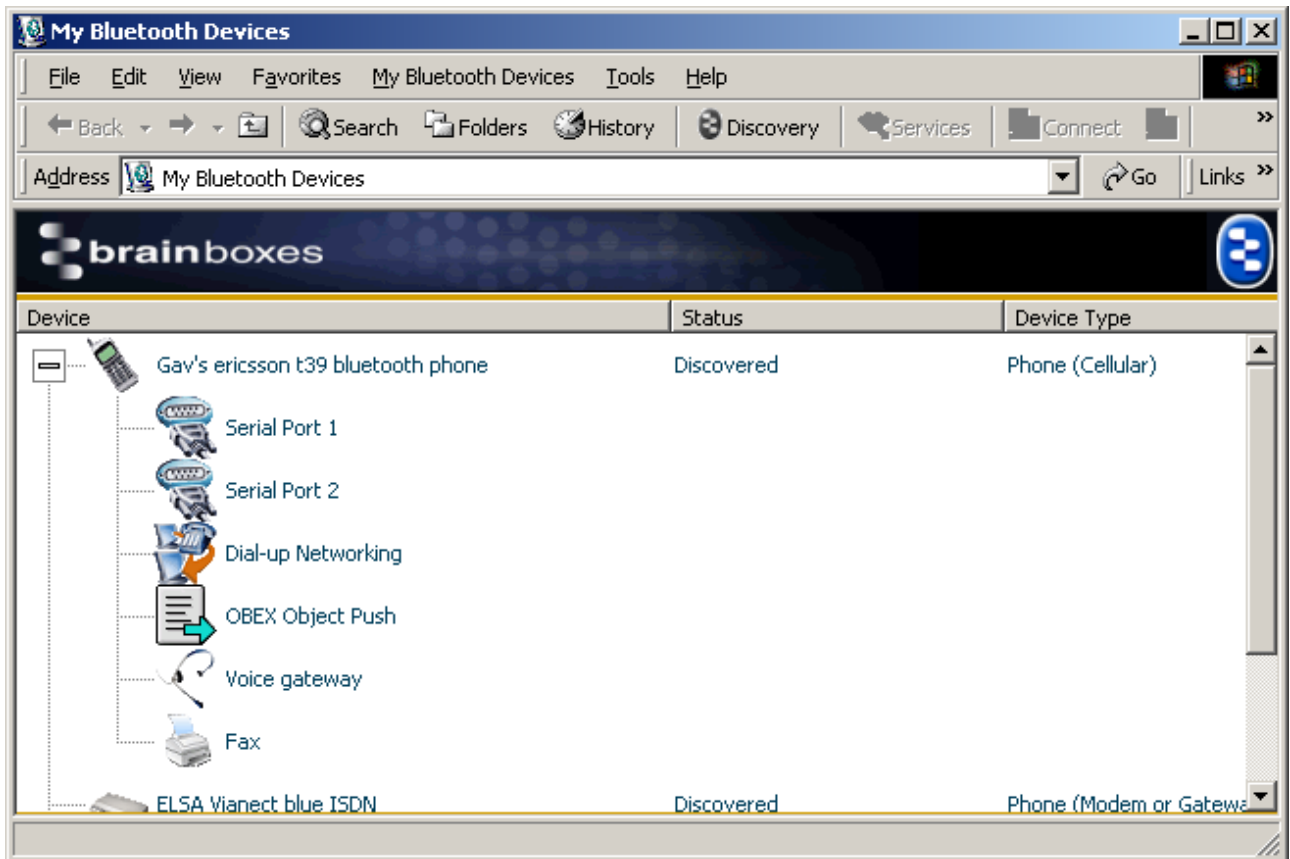 My Bluetooth Devices
File Edit View Favorites My Bluetooth Devices Tools Help
Back Search Folders History Discovery Services Connect »
Address My Bluetooth Devices Go Links »
brainboxes
Device Status Device Type
Gav's ericsson t39 bluetooth phone Discovered Phone (Cellular)
Serial Port 1
Serial Port 2
Dial-up Networking
OBEX Object Push
Voice gateway
Fax
ELSA Vianect blue ISDN Discovered Phone (Modem or Gatewa